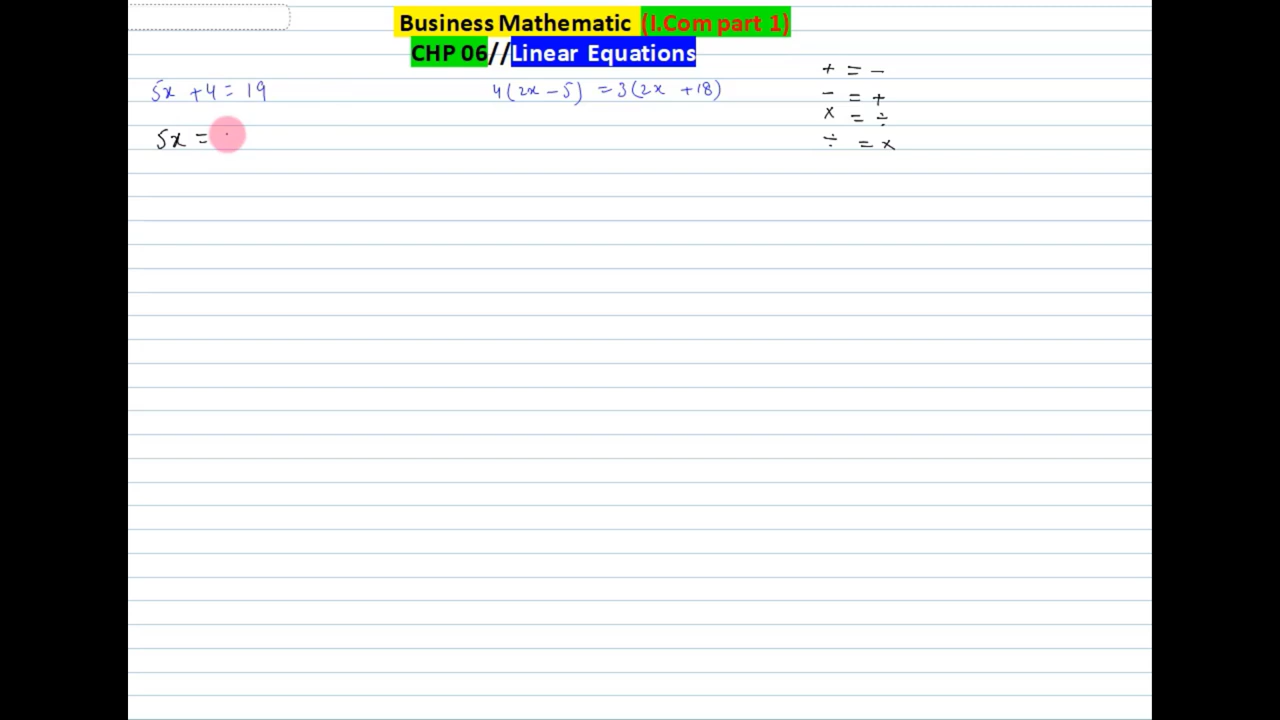 Business Mathematic (I.Com part 1)
CHP 06//Linear Equations
5x + 4 = 19
4(2x - 5) = 3(2x + 18)
+ = -
- = +
x = ÷
÷ = x
5x =